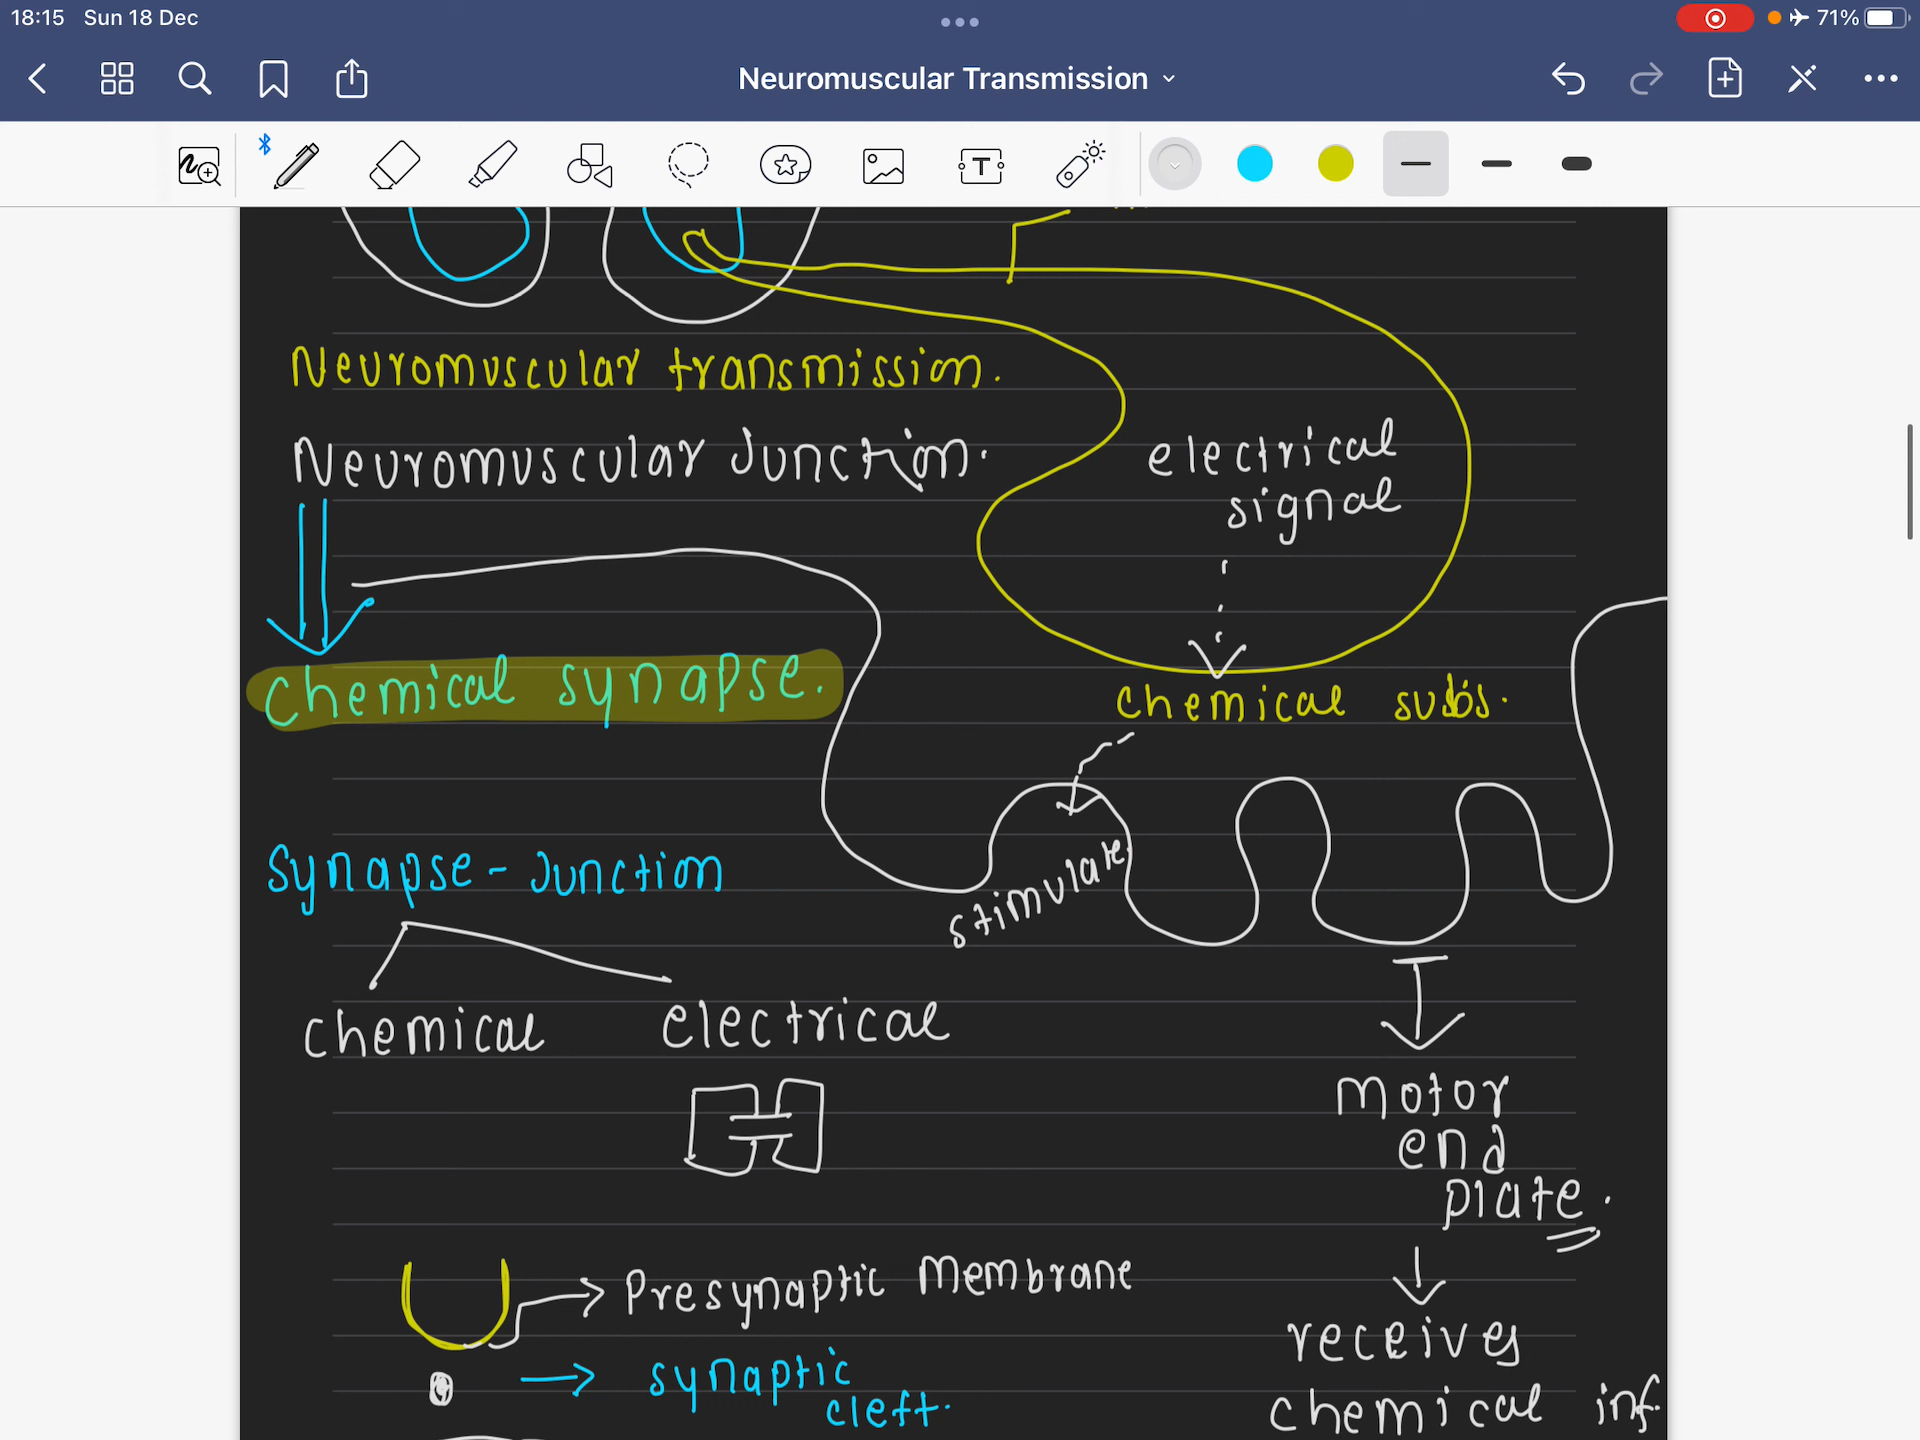 18:15 Sun 18 Dec
71%
Neuromuscular Transmission
T
Neuromuscular transmission.
Neuromuscular Junction.
electrical
signal
chemical synapse.
chemical subs.
stimulate
Synapse - Junction
chemical electrical
motor
end
plate.
Presynaptic Membrane
synaptic
cleft.
receives
chemical inf.